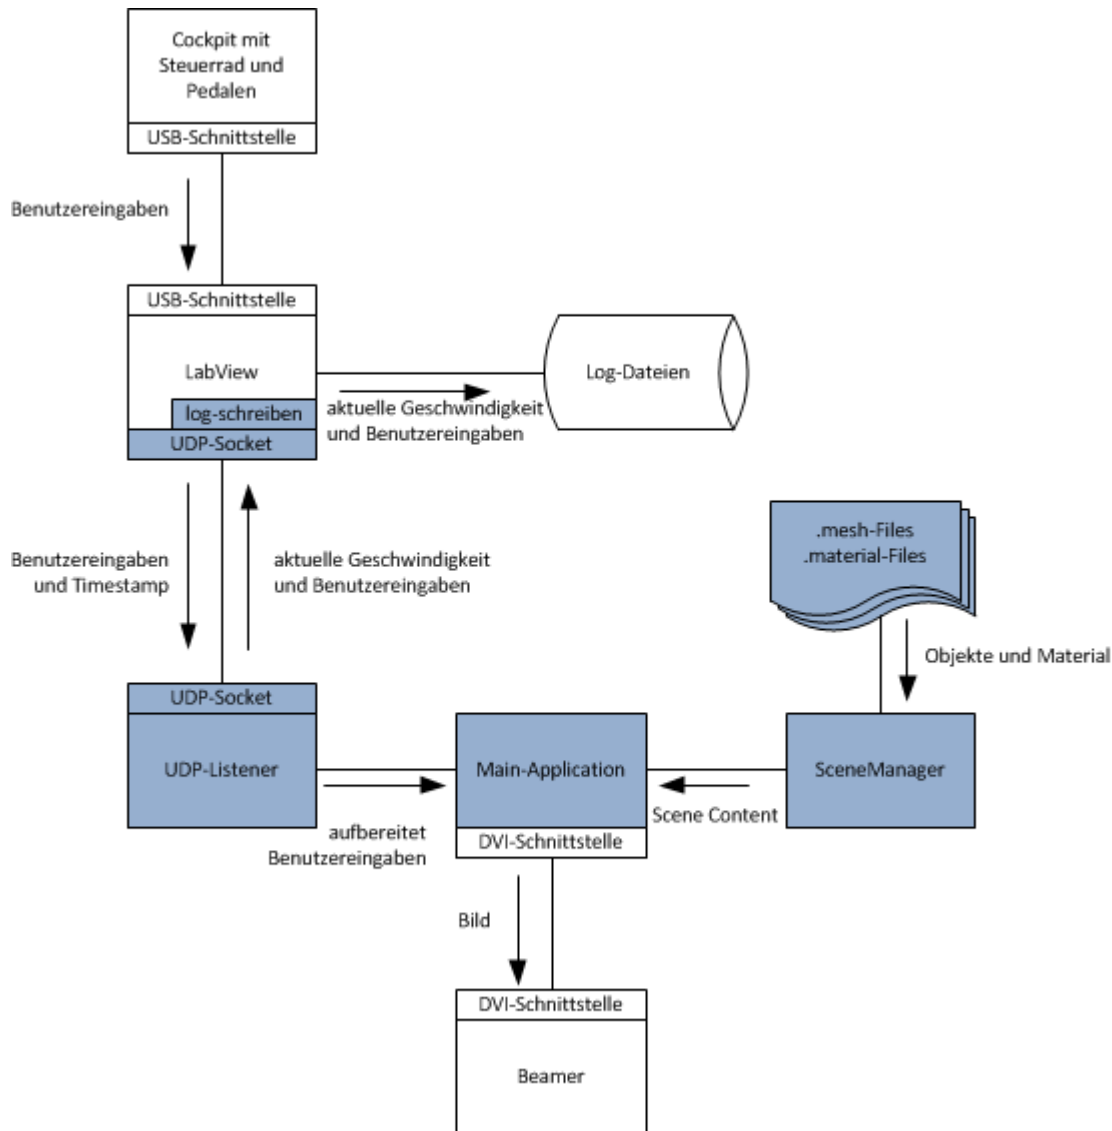 Cockpit mit
Steuerrad und
Pedalen
USB-Schnittstelle
Benutzereingaben
USB-Schnittstelle
LabView
log-schreiben
UDP-Socket
aktuelle Geschwindigkeit
und Benutzereingaben
Log-Dateien
Benutzereingaben
und Timestamp
aktuelle Geschwindigkeit
und Benutzereingaben
.mesh-Files
.material-Files
Objekte und Material
UDP-Socket
UDP-Listener
Main-Application
SceneManager
aufbereitet
Benutzereingaben
Scene Content
DVI-Schnittstelle
Bild
DVI-Schnittstelle
Beamer